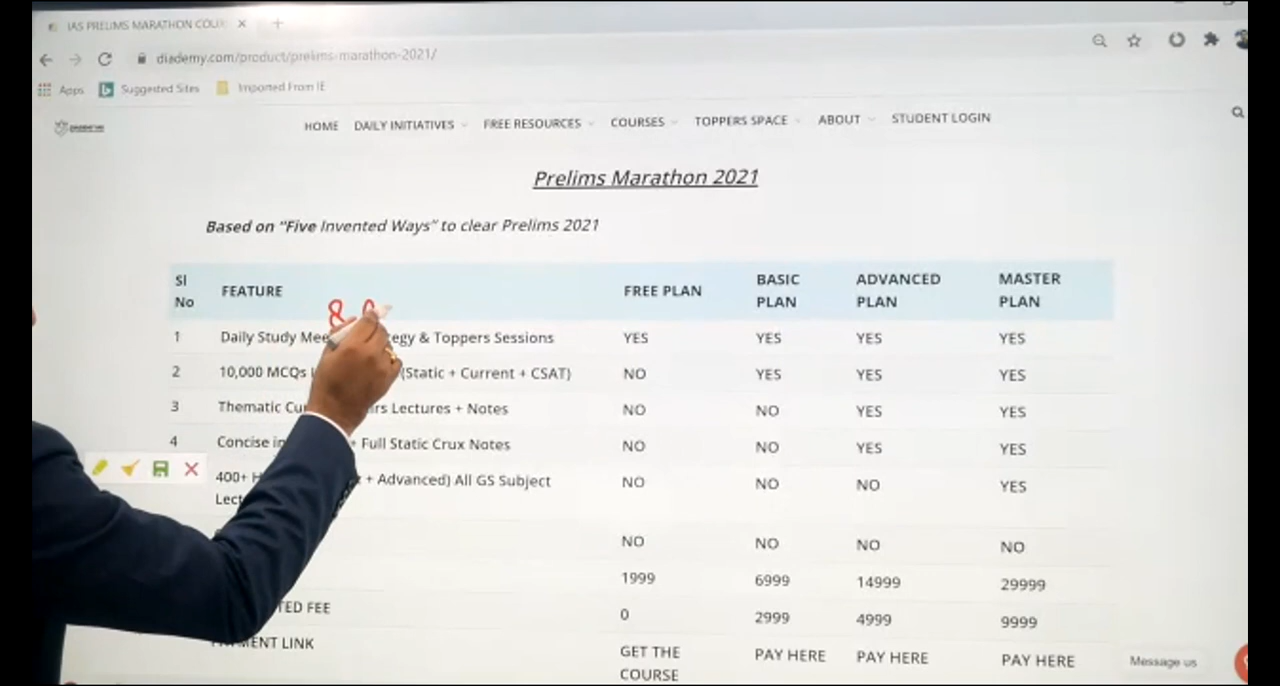 IAS PRELIMS MARATHON COU
diademy.com/product/prelims-marathon-2021/
Apps Suggested Sites Imported From IE
HOME DAILY INITIATIVES FREE RESOURCES COURSES TOPPERS SPACE ABOUT STUDENT LOGIN
Prelims Marathon 2021
Based on "Five Invented Ways" to clear Prelims 2021
Sl No FEATURE FREE PLAN BASIC PLAN ADVANCED PLAN MASTER PLAN
8
1 Daily Study Mee egy & Toppers Sessions YES YES YES YES
2 10,000 MCQs (Static + Current + CSAT) NO YES YES YES
3 Thematic Cu rs Lectures + Notes NO NO YES YES
4 Concise in + Full Static Crux Notes NO NO YES YES
400+ H + Advanced) All GS Subject NO NO NO YES
Lect
NO NO NO NO
1999 6999 14999 29999
TED FEE 0 2999 4999 9999
MENT LINK GET THE COURSE PAY HERE PAY HERE PAY HERE
Message us